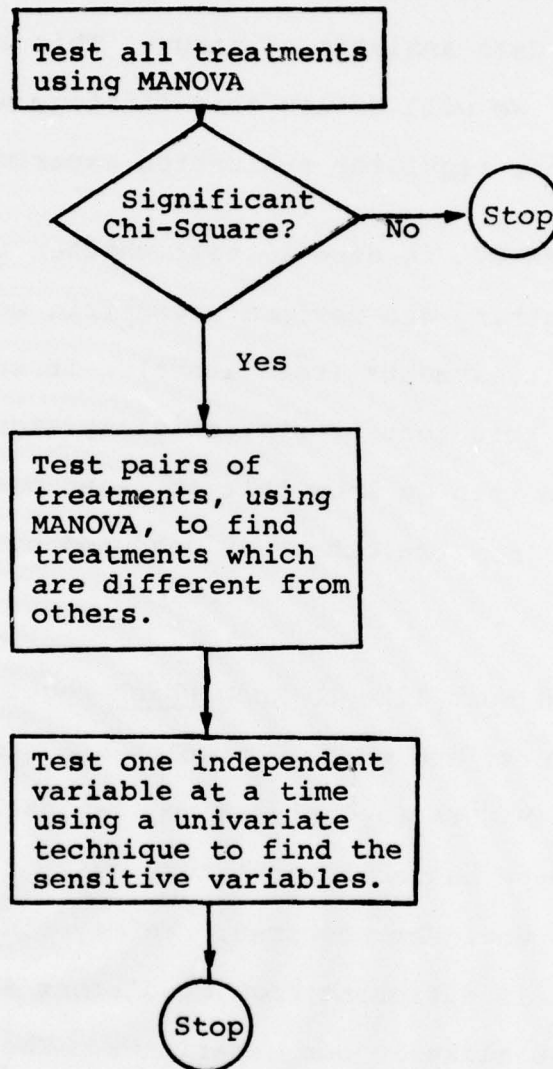 Test all treatments
using MANOVA
Significant
Chi-Square?
No
Stop
Yes
Test pairs of
treatments, using
MANOVA, to find
treatments which
are different from
others.
Test one independent
variable at a time
using a univariate
technique to find the
sensitive variables.
Stop